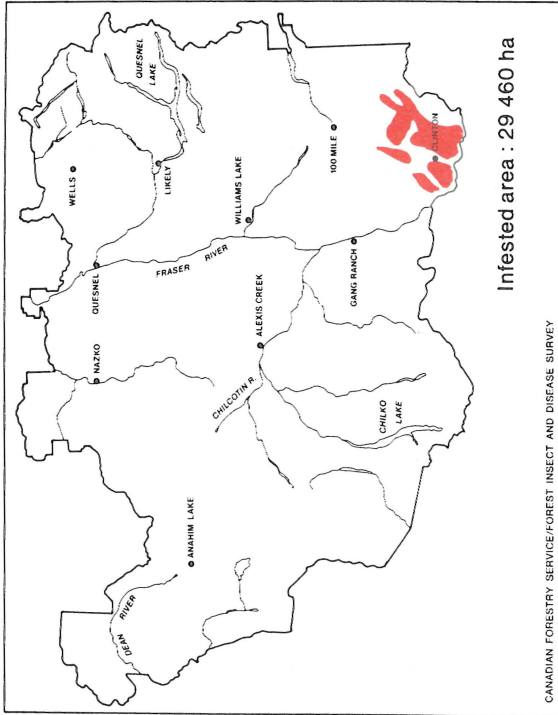 QUESNEL
LAKE
WELLS
LIKELY
QUESNEL
NAZKO
FRASER RIVER
WILLIAMS LAKE
100 MILE
CLINTON
ALEXIS CREEK
GANG RANCH
CHILCOTIN R.
CHILKO
LAKE
ANAHIM LAKE
DEAN RIVER
Infested area : 29 460 ha
CANADIAN FORESTRY SERVICE/FOREST INSECT AND DISEASE SURVEY